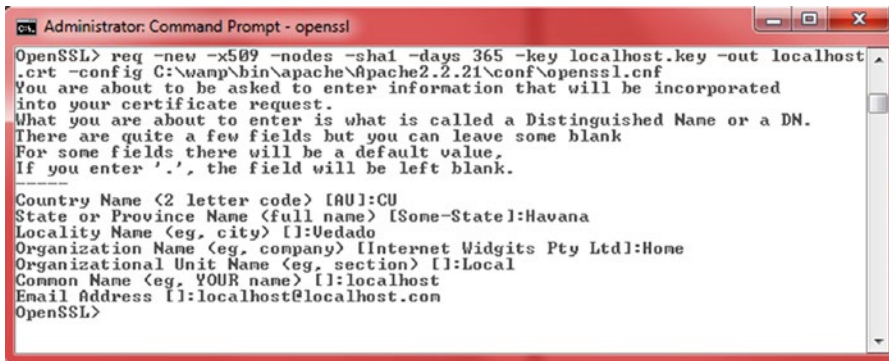 Administrator: Command Prompt - openssl
OpenSSL> req -new -x509 -nodes -sha1 -days 365 -key localhost.key -out localhost
.crt -config C:\wamp\bin\apache\Apache2.2.21\conf\openssl.cnf
You are about to be asked to enter information that will be incorporated
into your certificate request.
What you are about to enter is what is called a Distinguished Name or a DN.
There are quite a few fields but you can leave some blank
For some fields there will be a default value,
If you enter '.', the field will be left blank.
-----
Country Name (2 letter code) [AU]:CU
State or Province Name (full name) [Some-State]:Havana
Locality Name (eg, city) []:Vedado
Organization Name (eg, company) [Internet Widgits Pty Ltd]:Home
Organizational Unit Name (eg, section) []:Local
Common Name (eg, YOUR name) []:localhost
Email Address []:localhost@localhost.com
OpenSSL>